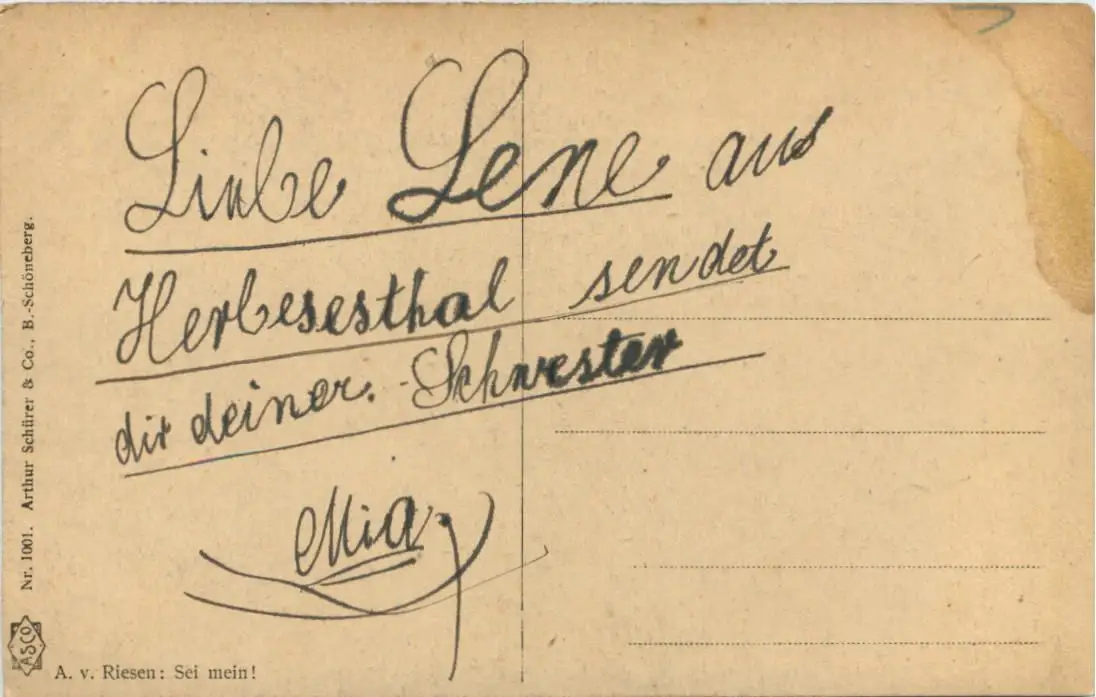 Liebe Lene aus
Herbesesthal sendet
dir deiner. Schwester
Mia.
Nr. 1001. Arthur Schürer & Co., B.-Schöneberg.
ASCO
A. v. Riesen: Sei mein!